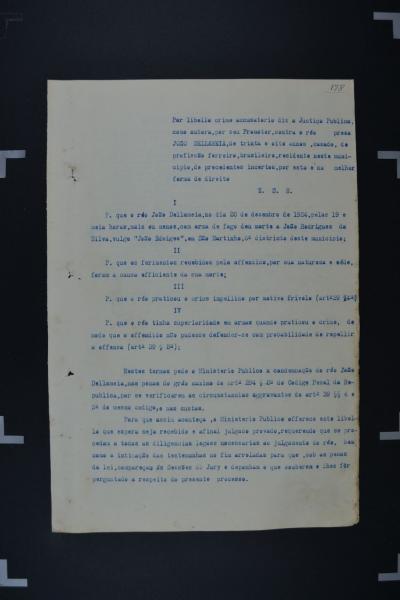 178
Por libello crime accusatorio diz a Justiça Publica,
como autora, por seu Promotor, contra o réo preso
JOÃO DELLAMEIA, de trinta e oito annos, casado, de
profissão ferreiro, brasileiro, residente neste muni-
cipio, de precedentes incertos, por esta e na melhor
forma de direito
E. S. N.
I
P. que o réo João Dellameia, no dia 20 de dezembro de 1924, pelas 19 e
meia horas, mais ou menos, com arma de fogo deu morte a João Rodrigues da
Silva, vulgo "João Edwiges", em São Martinho, 6º districto deste municipio;
II
P. que os ferimentos recebidos pelo offendido, por sua natureza e séde,
foram a causa efficiente da sua morte;
III
P. que o réo praticou o crime impellido por motivo frivolo (artº39 §4º)
IV
P. que o réo tinha superioridade em armas quando praticou o crime, de
modo que o offendido não pudesse defender-se com probabilidade de repellir
a offensa (artº 39 § 5º);
Nestes termos pede o Ministerio Publico a condemnação do réo João
Dellameia, nas penas do gráo maximo do artº 294 § 1º do Codigo Penal da Re-
publica, por se verificarem as circumstancias aggravantes do artº 39 §§ 4 e
5º do mesmo codigo, e nas custas.
Para que assim aconteça, o Ministerio Publico offerece este libel-
lo que espera seja recebido e afinal julgado provado, requerendo que se pro-
cedam a todas as diligencias legaes necessarias ao julgamento do réo, bem
como a intimação das testemunhas no fim arroladas para que, sob as penas
da lei, compareçam ás Sessões do Jury e deponham o que souberem e lhes fôr
perguntado a respeito do presente processo.